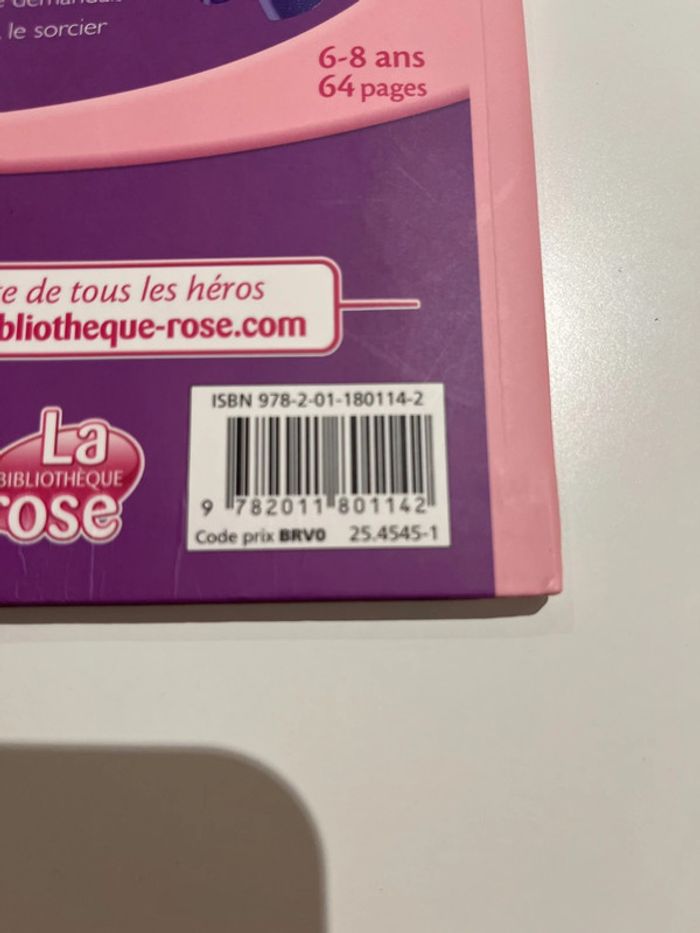 le sorcier
6-8 ans
64 pages
de tous les héros
bliotheque-rose.com
ISBN 978-2-01-180114-2
9 782011 801142
Code prix BRV0 25.4545-1
La
BIBLIOTHÈQUE
rose